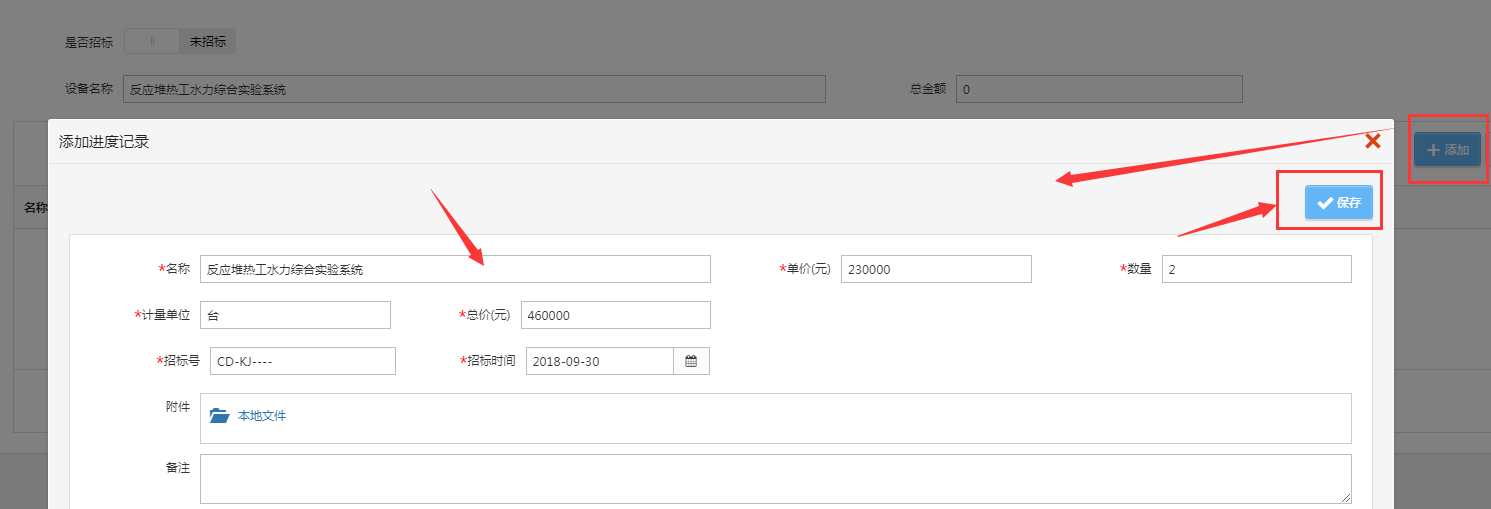 是否招标 未招标
设备名称 反应堆热工水力综合实验系统 总金额 0
添加进度记录
添加
名称
保存
*名称 反应堆热工水力综合实验系统 *单价(元) 230000 *数量 2
*计量单位 台 *总价(元) 460000
*招标号 CD-KJ---- *招标时间 2018-09-30
附件 本地文件
备注